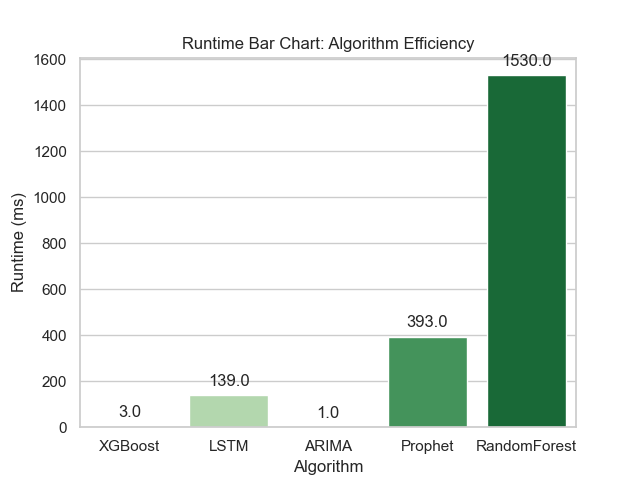 Runtime Bar Chart: Algorithm Efficiency
Runtime (ms)
1600
1400
1200
1000
800
600
400
200
0
3.0
139.0
1.0
393.0
1530.0
XGBoost
LSTM
ARIMA
Prophet
RandomForest
Algorithm